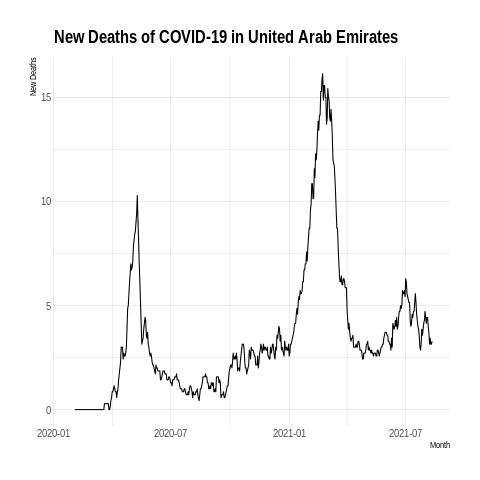 New Deaths of COVID-19 in United Arab Emirates
New Deaths
15
10
5
0
2020-01 2020-07 2021-01 2021-07
Month